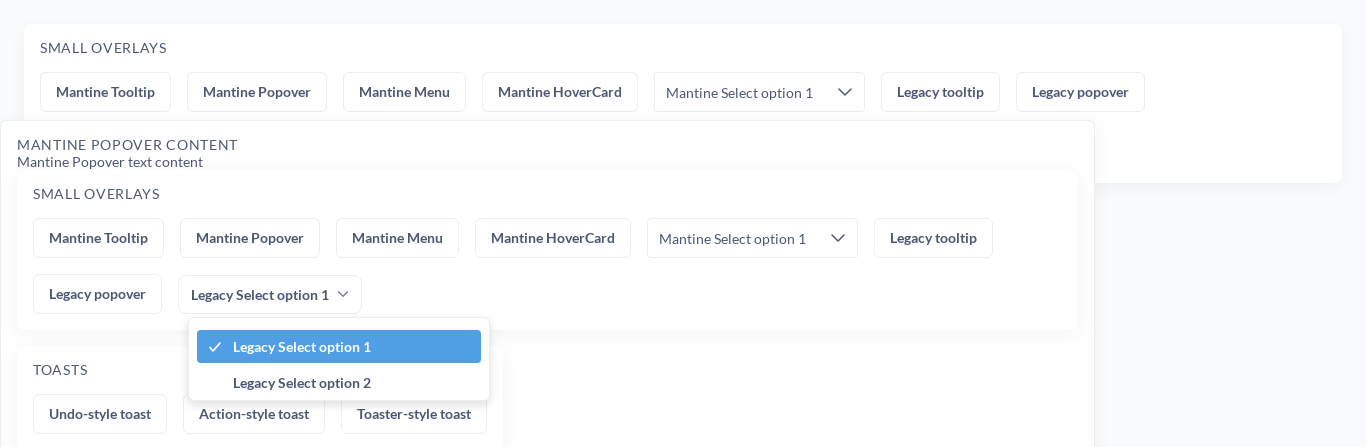 SMALL OVERLAYS
Mantine Tooltip Mantine Popover Mantine Menu Mantine HoverCard Mantine Select option 1 Legacy tooltip Legacy popover
MANTINE POPOVER CONTENT
Mantine Popover text content
SMALL OVERLAYS
Mantine Tooltip Mantine Popover Mantine Menu Mantine HoverCard Mantine Select option 1 Legacy tooltip
Legacy popover Legacy Select option 1
Legacy Select option 1
Legacy Select option 2
TOASTS
Undo-style toast Action-style toast Toaster-style toast